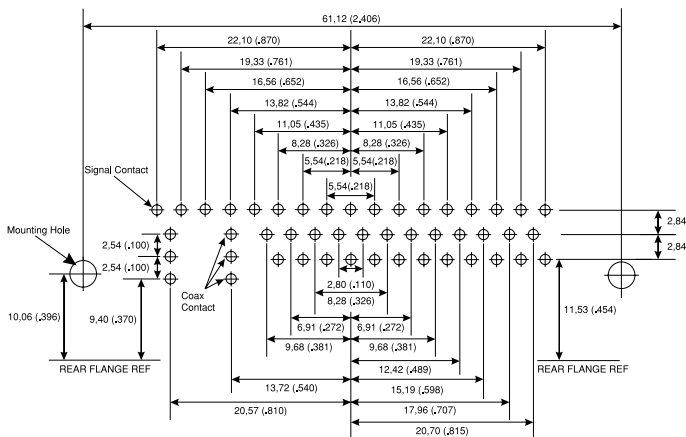 61,12 (2,406)
22,10 (.870) 22,10 (.870)
19,33 (.761) 19,33 (.761)
16,56 (.652) 16,56 (.652)
13,82 (.544) 13,82 (.544)
11,05 (.435) 11,05 (.435)
8,28 (.326) 8,28 (.326)
5,54(.218) 5,54(.218)
Signal Contact
5,54(.218)
2,84
Mounting Hole
2,54 (.100)
2,84
2,54 (.100)
Coax
Contact
2,80 (.110)
8,28 (.326)
10,06 (.396)
9,40 (.370)
11,53 (.454)
6,91 (.272) 6,91 (.272)
9,68 (.381) 9,68 (.381)
REAR FLANGE REF
12,42 (.489)
REAR FLANGE REF
13,72 (.540)
15,19 (.598)
20,57 (.810)
17,96 (.707)
20,70 (.815)